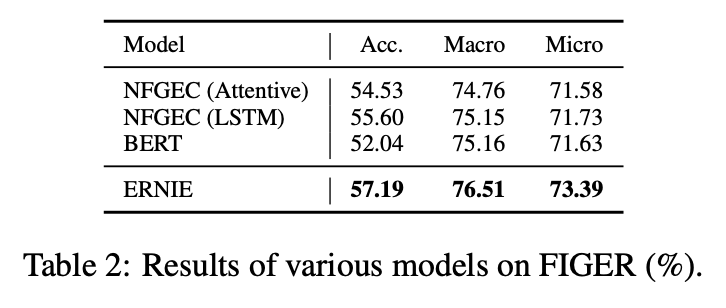 Model Acc. Macro Micro
NFGEC (Attentive) 54.53 74.76 71.58
NFGEC (LSTM) 55.60 75.15 71.73
BERT 52.04 75.16 71.63
ERNIE 57.19 76.51 73.39
Table 2: Results of various models on FIGER (%).